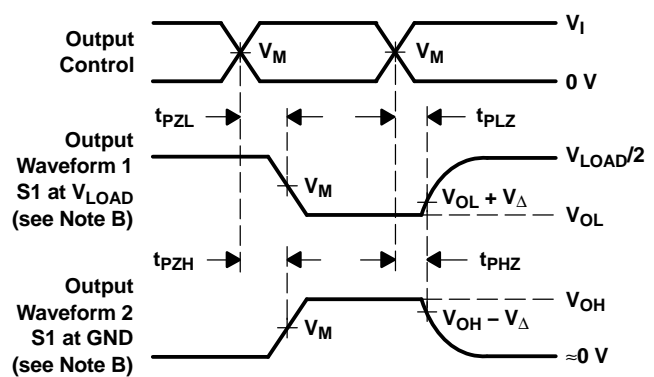 Output
Control
V_I
V_M
V_M
0 V
t_PZL
t_PLZ
Output
Waveform 1
S1 at V_LOAD
(see Note B)
V_LOAD/2
V_M
V_OL + V_Δ
V_OL
t_PZH
t_PHZ
Output
Waveform 2
S1 at GND
(see Note B)
V_OH
V_M
V_OH − V_Δ
≈0 V